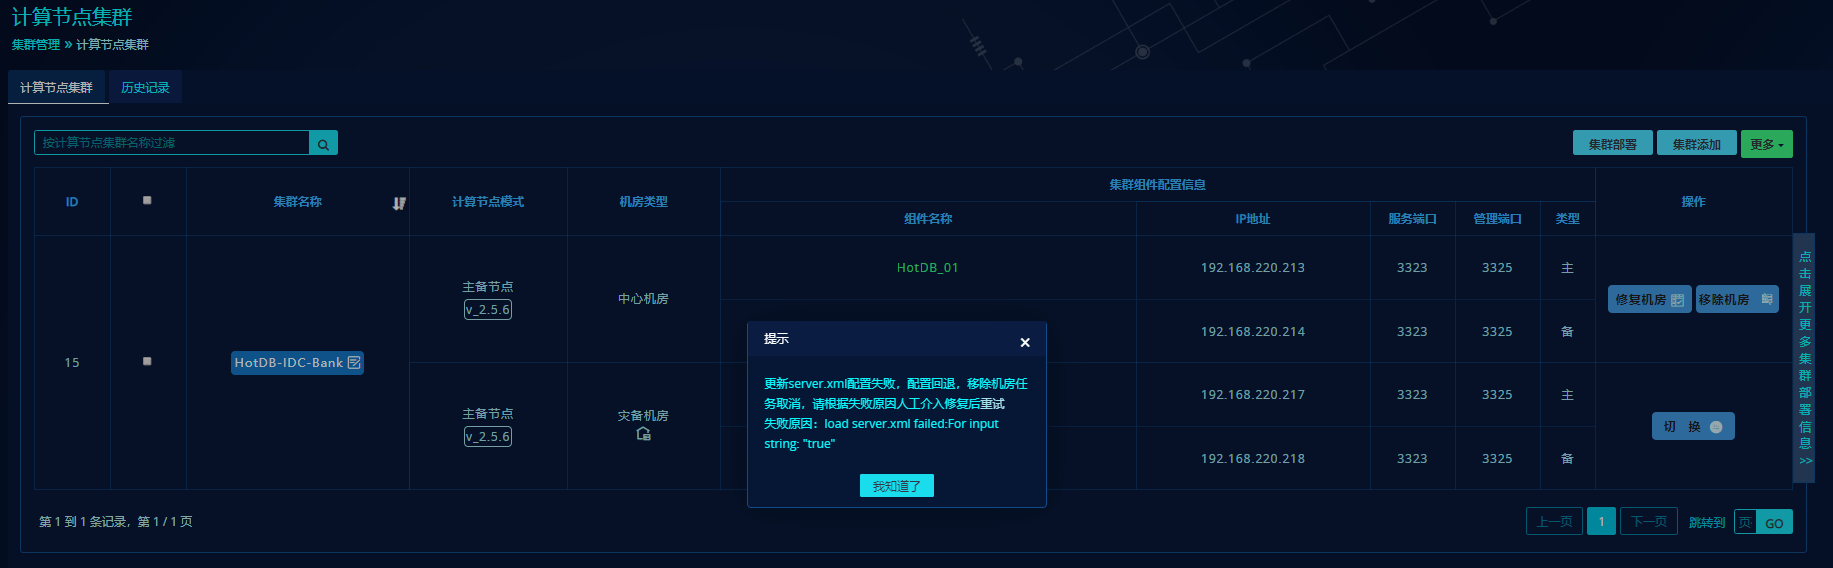 计算节点集群
集群管理 » 计算节点集群
计算节点集群 历史记录
按计算节点集群名称过滤
集群部署 集群添加 更多
ID 集群名称 计算节点模式 机房类型 集群组件配置信息 操作
组件名称 IP地址 服务端口 管理端口 类型
HotDB_01 192.168.220.213 3323 3325 主
主备节点
v_2.5.6
中心机房
修复机房 移除机房
192.168.220.214 3323 3325 备
15 HotDB-IDC-Bank
192.168.220.217 3323 3325 主
主备节点
v_2.5.6
灾备机房
切 换
192.168.220.218 3323 3325 备
点击展开更多集群部署信息>>
提示
×
更新server.xml配置失败，配置回退，移除机房任
务取消，请根据失败原因人工介入修复后重试
失败原因：load server.xml failed:For input
string: "true"
我知道了
第 1 到 1 条记录，第 1 / 1 页
上一页 1 下一页 跳转到 页 GO